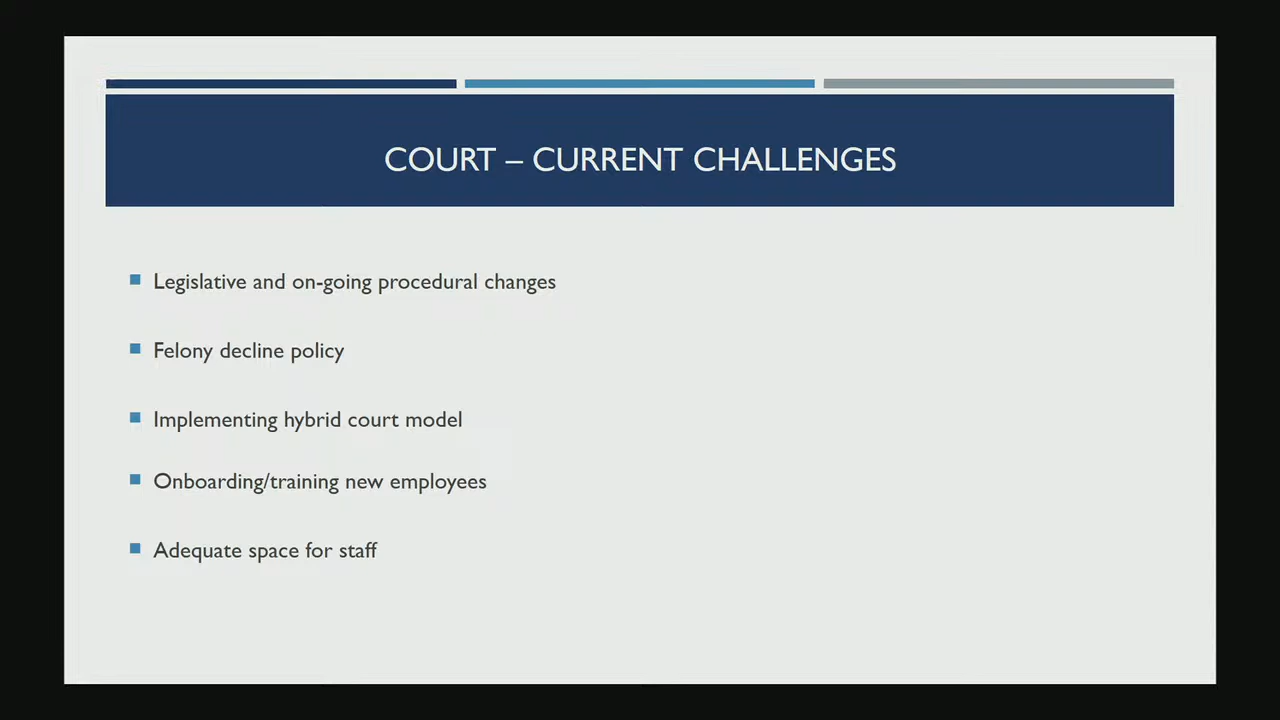 COURT – CURRENT CHALLENGES
Legislative and on-going procedural changes
Felony decline policy
Implementing hybrid court model
Onboarding/training new employees
Adequate space for staff